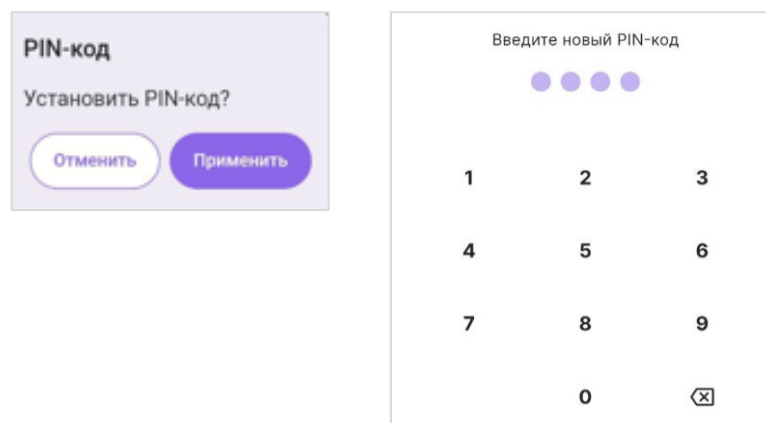 PIN-код
Установить PIN-код?
Отменить Применить
Введите новый PIN-код
1 2 3
4 5 6
7 8 9
0